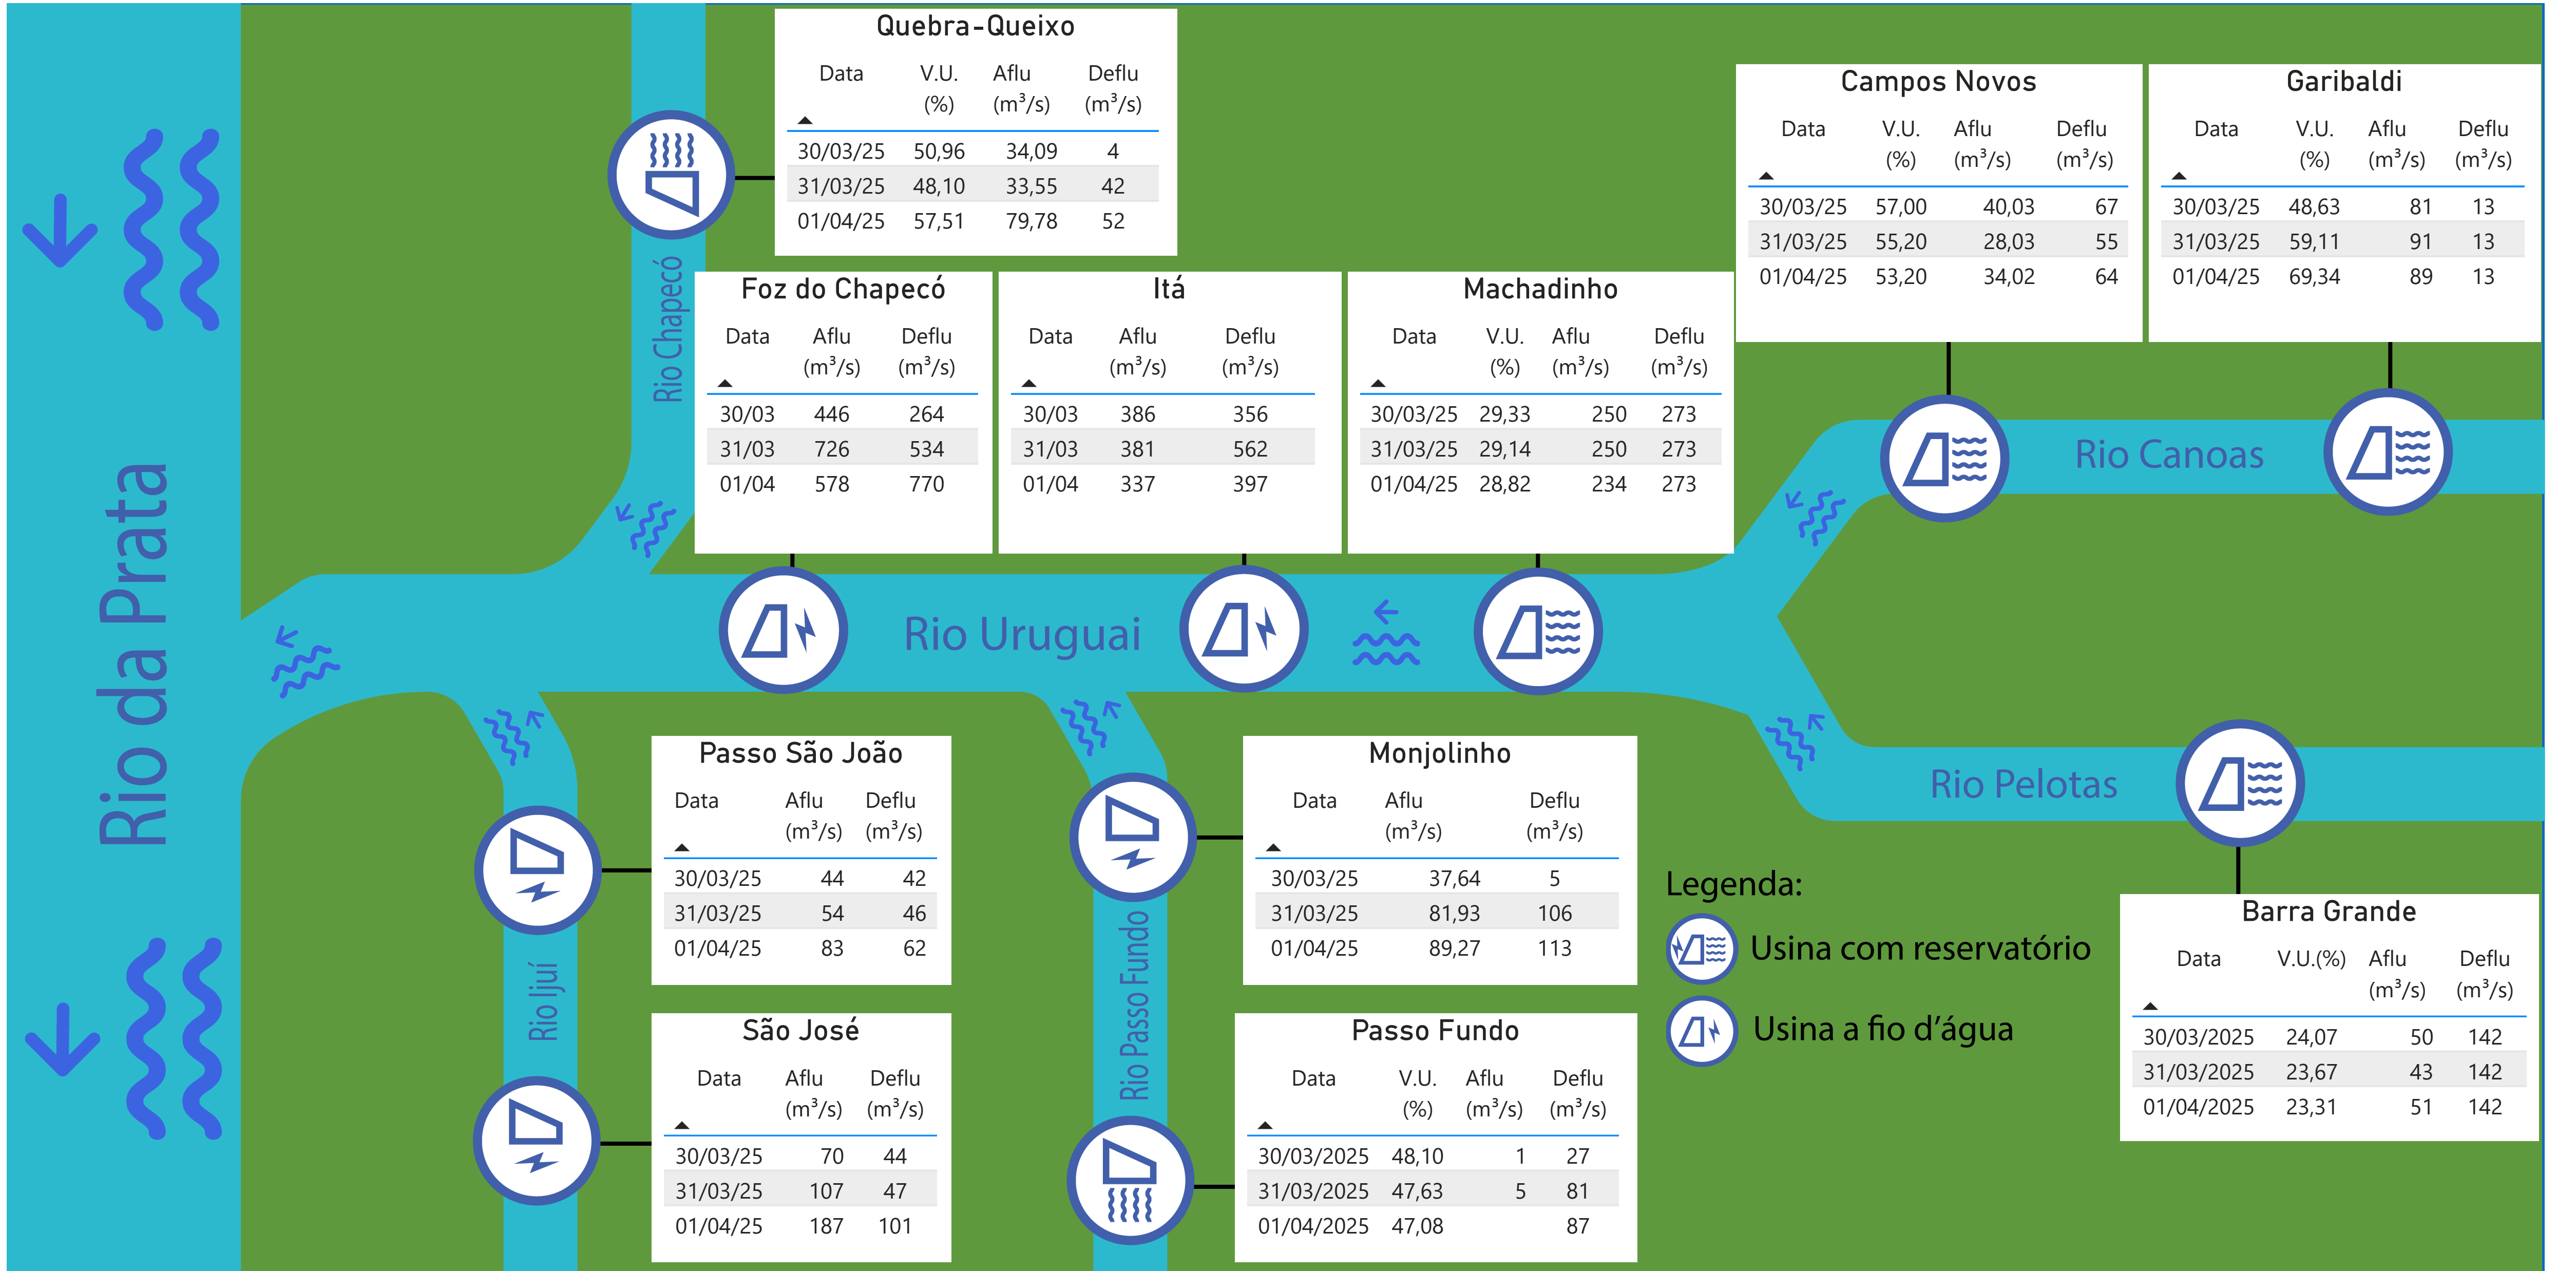 Quebra-Queixo
Data V.U. (%) Aflu (m³/s) Deflu (m³/s)
30/03/25 50,96 34,09 4
31/03/25 48,10 33,55 42
01/04/25 57,51 79,78 52
Campos Novos
Data V.U. (%) Aflu (m³/s) Deflu (m³/s)
30/03/25 57,00 40,03 67
31/03/25 55,20 28,03 55
01/04/25 53,20 34,02 64
Garibaldi
Data V.U. (%) Aflu (m³/s) Deflu (m³/s)
30/03/25 48,63 81 13
31/03/25 59,11 91 13
01/04/25 69,34 89 13
Rio Chapecó
Foz do Chapecó
Data Aflu (m³/s) Deflu (m³/s)
30/03 446 264
31/03 726 534
01/04 578 770
Itá
Data Aflu (m³/s) Deflu (m³/s)
30/03 386 356
31/03 381 562
01/04 337 397
Machadinho
Data V.U. (%) Aflu (m³/s) Deflu (m³/s)
30/03/25 29,33 250 273
31/03/25 29,14 250 273
01/04/25 28,82 234 273
Rio Canoas
Rio da Prata
Rio Uruguai
Rio Pelotas
Passo São João
Data Aflu (m³/s) Deflu (m³/s)
30/03/25 44 42
31/03/25 54 46
01/04/25 83 62
Monjolinho
Data Aflu (m³/s) Deflu (m³/s)
30/03/25 37,64 5
31/03/25 81,93 106
01/04/25 89,27 113
Rio Ijuí
Rio Passo Fundo
Legenda:
Usina com reservatório
Usina a fio d’água
São José
Data Aflu (m³/s) Deflu (m³/s)
30/03/25 70 44
31/03/25 107 47
01/04/25 187 101
Passo Fundo
Data V.U. (%) Aflu (m³/s) Deflu (m³/s)
30/03/2025 48,10 1 27
31/03/2025 47,63 5 81
01/04/2025 47,08 87
Barra Grande
Data V.U.(%) Aflu (m³/s) Deflu (m³/s)
30/03/2025 24,07 50 142
31/03/2025 23,67 43 142
01/04/2025 23,31 51 142